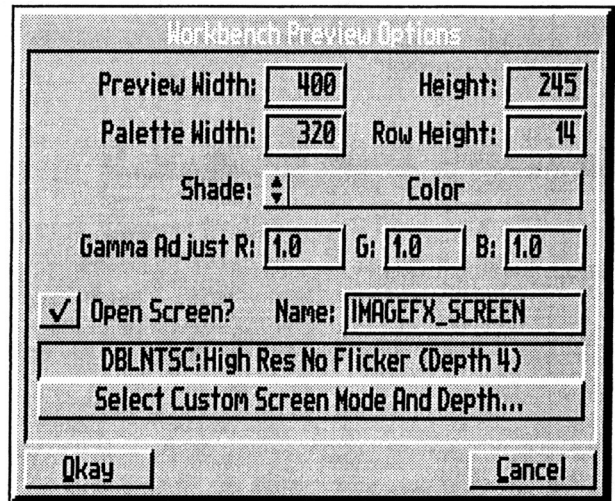 Workbench Preview Options
Preview Width: 400 Height: 245
Palette Width: 320 Row Height: 14
Shade: Color
Gamma Adjust R: 1.0 G: 1.0 B: 1.0
Open Screen? Name: IMAGEFX_SCREEN
DBLNTSC:High Res No Flicker (Depth 4)
Select Custom Screen Mode And Depth...
Okay Cancel